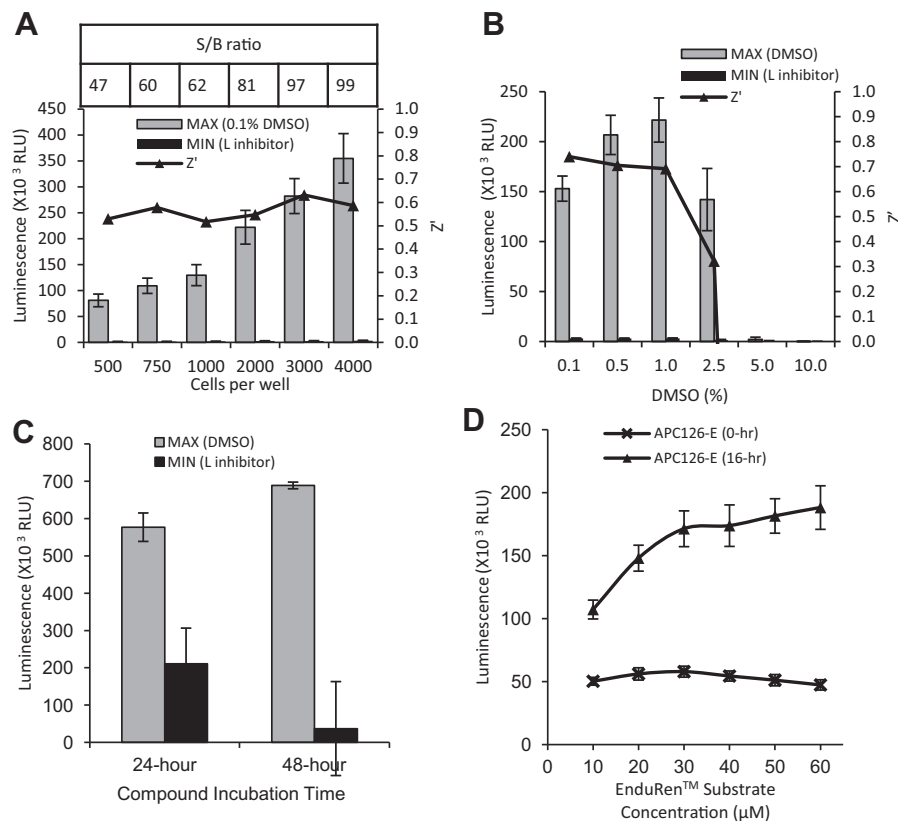 A
S/B ratio
47 60 62 81 97 99
MAX (0.1% DMSO)
MIN (L inhibitor)
Z'
Luminescence (X10 3 RLU)
450
400
350
300
250
200
150
100
50
0
1.0
0.9
0.8
0.7
0.6
0.5
0.4
0.3
0.2
0.1
0.0
Z'
500 750 1000 2000 3000 4000
Cells per well
B
MAX (DMSO)
MIN (L inhibitor)
Z'
Luminescence (X10 3 RLU)
250
200
150
100
50
0
1.0
0.9
0.8
0.7
0.6
0.5
0.4
0.3
0.2
0.1
0.0
Z'
0.1 0.5 1.0 2.5 5.0 10.0
DMSO (%)
C
MAX (DMSO)
MIN (L inhibitor)
Luminescence (X10 3 RLU)
800
700
600
500
400
300
200
100
0
24-hour 48-hour
Compound Incubation Time
D
APC126-E (0-hr)
APC126-E (16-hr)
Luminescence (X10 3 RLU)
250
200
150
100
50
0
0 10 20 30 40 50 60
EnduRen™ Substrate
Concentration (µM)